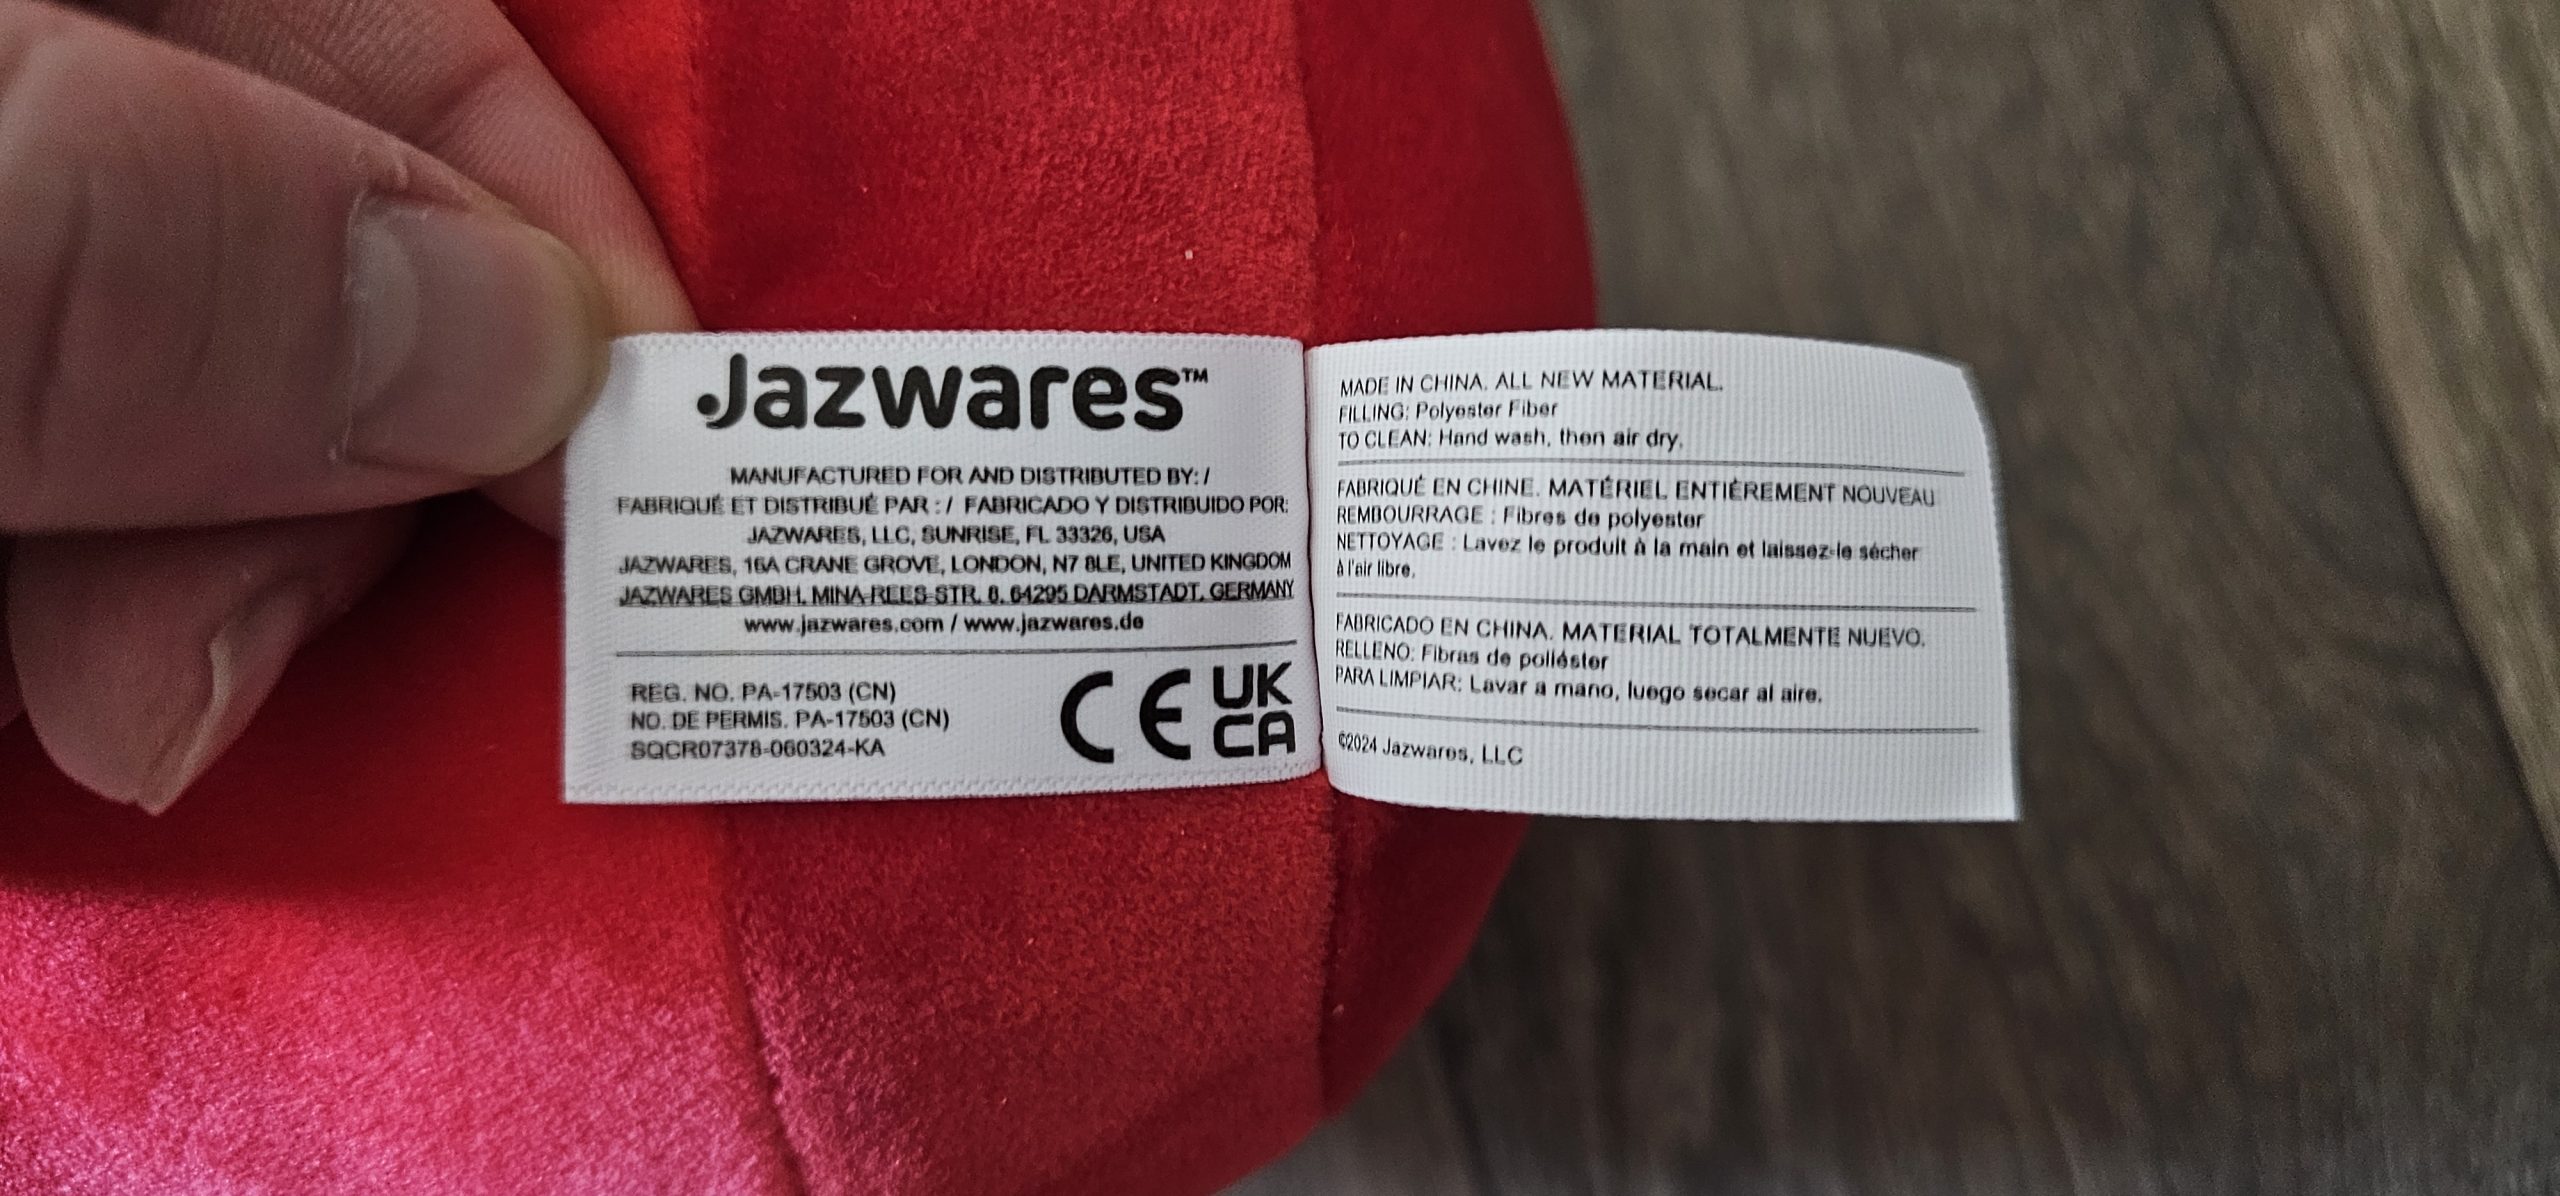 Jazwares™
MANUFACTURED FOR AND DISTRIBUTED BY: /
FABRIQUÉ ET DISTRIBUÉ PAR : / FABRICADO Y DISTRIBUIDO POR:
JAZWARES, LLC, SUNRISE, FL 33326, USA
JAZWARES, 16A CRANE GROVE, LONDON, N7 8LE, UNITED KINGDOM
JAZWARES GMBH, MINA-REES-STR. 8, 64295 DARMSTADT, GERMANY
www.jazwares.com / www.jazwares.de
REG. NO. PA-17503 (CN)
NO. DE PERMIS. PA-17503 (CN)
SQCR07378-060324-KA
CE UK
CA
MADE IN CHINA. ALL NEW MATERIAL.
FILLING: Polyester Fiber
TO CLEAN: Hand wash, then air dry.
FABRIQUÉ EN CHINE. MATÉRIEL ENTIÈREMENT NOUVEAU
REMBOURRAGE : Fibres de polyester
NETTOYAGE : Lavez le produit à la main et laissez-le sécher
à l'air libre.
FABRICADO EN CHINA. MATERIAL TOTALMENTE NUEVO.
RELLENO: Fibras de poliéster
PARA LIMPIAR: Lavar a mano, luego secar al aire.
©2024 Jazwares, LLC